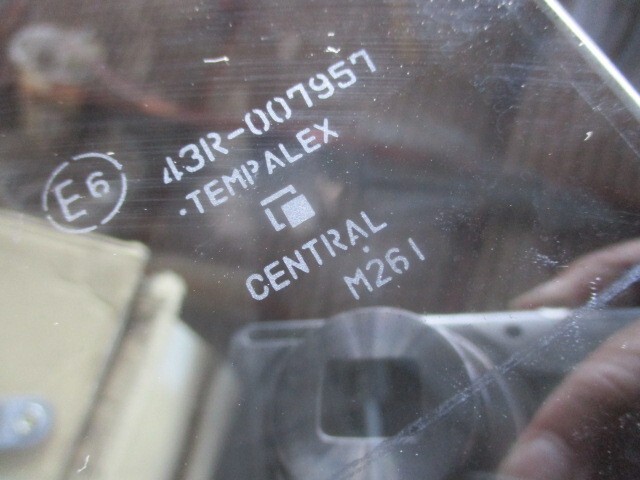 E6
43R-007957
.TEMPALEX
CENTRAL
M261